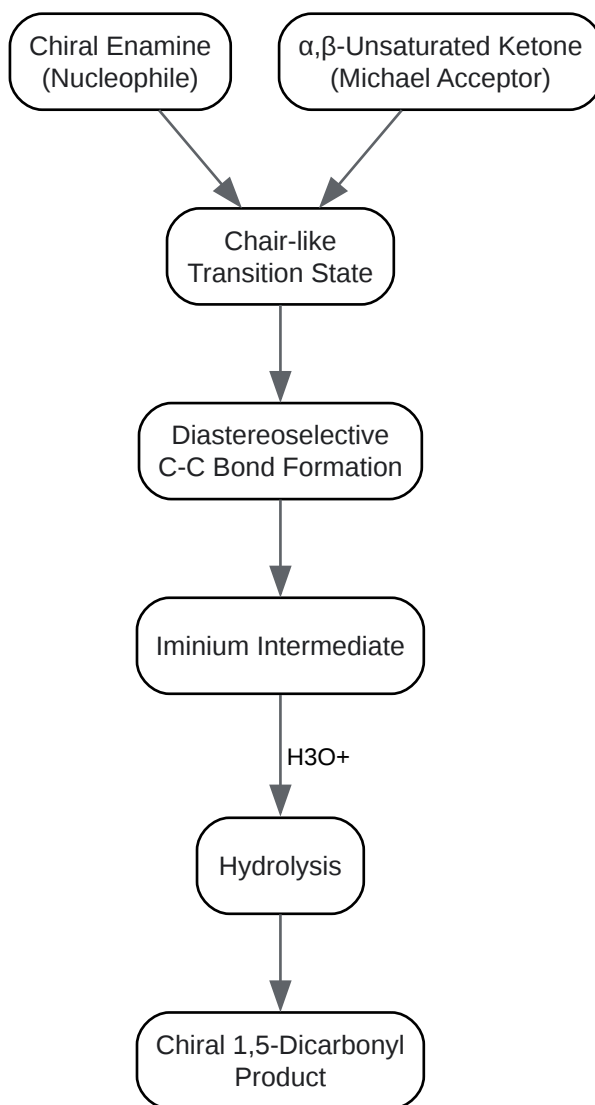 Chiral Enamine
(Nucleophile)
α,β-Unsaturated Ketone
(Michael Acceptor)
Chair-like
Transition State
Diastereoselective
C-C Bond Formation
Iminium Intermediate
H3O+
Hydrolysis
Chiral 1,5-Dicarbonyl
Product